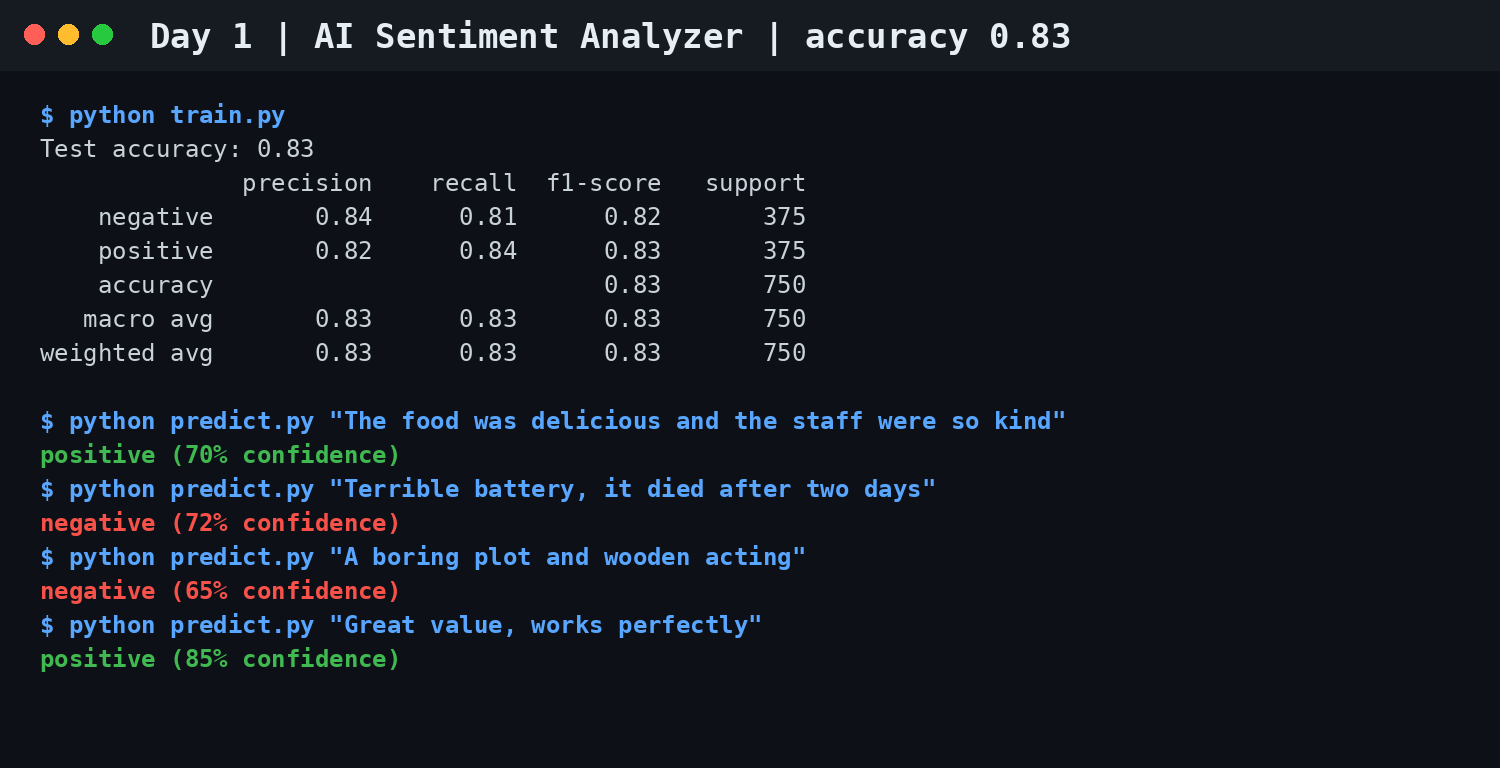 Day 1 | AI Sentiment Analyzer | accuracy 0.83
$ python train.py
Test accuracy: 0.83
              precision    recall  f1-score   support
    negative       0.84      0.81      0.82       375
    positive       0.82      0.84      0.83       375
    accuracy                           0.83       750
   macro avg       0.83      0.83      0.83       750
weighted avg       0.83      0.83      0.83       750
$ python predict.py "The food was delicious and the staff were so kind"
positive (70% confidence)
$ python predict.py "Terrible battery, it died after two days"
negative (72% confidence)
$ python predict.py "A boring plot and wooden acting"
negative (65% confidence)
$ python predict.py "Great value, works perfectly"
positive (85% confidence)